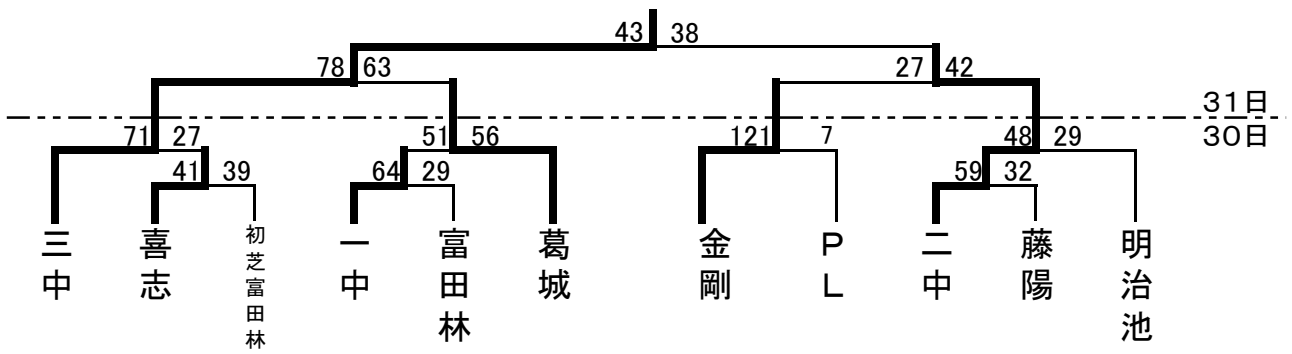 43 38
78 63 27 42
31日
30日
71 27 51 56 121 7 48 29
41 39 64 29 59 32
三中
喜志
初芝富田林
一中
富田林
葛城
金剛
PL
二中
藤陽
明治池